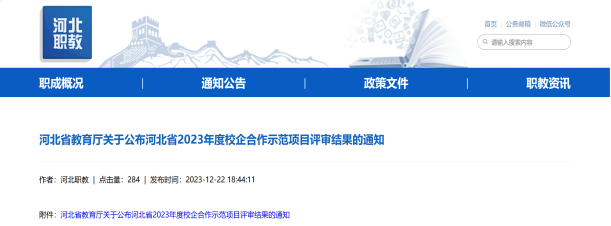 河北
职教
首页 | 公务邮箱 | 微信公众号
请输入搜索内容
职成概况 | 通知公告 | 政策文件 | 职教资讯
河北省教育厅关于公布河北省2023年度校企合作示范项目评审结果的通知
作者：河北职教 | 点击量：284 | 发布时间：2023-12-22 18:44:11
附件：河北省教育厅关于公布河北省2023年度校企合作示范项目评审结果的通知